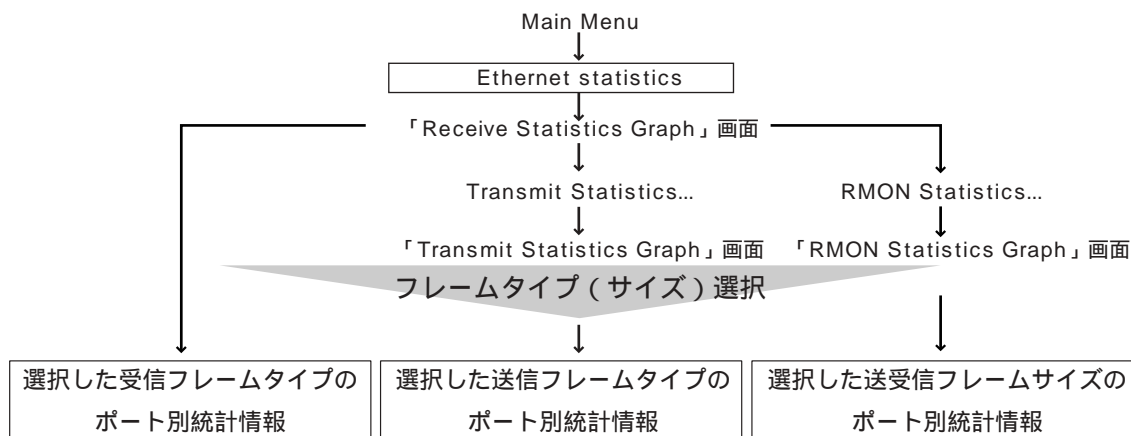 Main Menu
Ethernet statistics
「Receive Statistics Graph」画面
Transmit Statistics...
RMON Statistics...
「Transmit Statistics Graph」画面
「RMON Statistics Graph」画面
フレームタイプ(サイズ)選択
選択した受信フレームタイプの
ポート別統計情報
選択した送信フレームタイプの
ポート別統計情報
選択した送受信フレームサイズの
ポート別統計情報